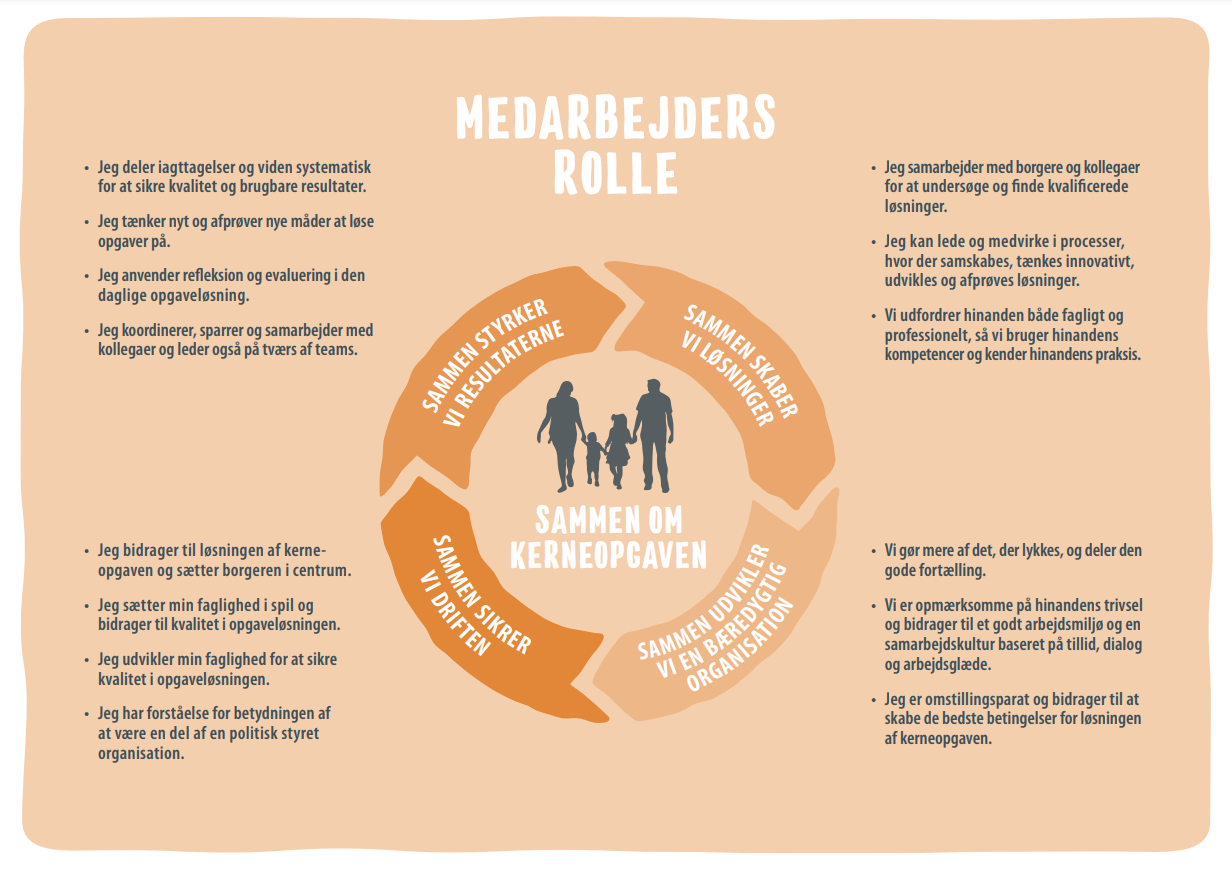 MEDARBEJDERS
ROLLE
• Jeg deler iagttagelser og viden systematisk
for at sikre kvalitet og brugbare resultater.
• Jeg tænker nyt og afprøver nye måder at løse
opgaver på.
• Jeg anvender refleksion og evaluering i den
daglige opgaveløsning.
• Jeg koordinerer, sparrer og samarbejder med
kollegaer og leder også på tværs af teams.
• Jeg samarbejder med borgere og kollegaer
for at undersøge og finde kvalificerede
løsninger.
• Jeg kan lede og medvirke i processer,
hvor der samskabes, tænkes innovativt,
udvikles og afprøves løsninger.
• Vi udfordrer hinanden både fagligt og
professionelt, så vi bruger hinandens
kompetencer og kender hinandens praksis.
SAMMEN STYRKER
VI RESULTATERNE
SAMMEN SKABER
VI LØSNINGER
SAMMEN OM
KERNEOPGAVEN
SAMMEN SIKRER
VI DRIFTEN
SAMMEN UDVIKLER
VI EN BÆREDYGTIG
ORGANISATION
• Jeg bidrager til løsningen af kerne-
opgaven og sætter borgeren i centrum.
• Jeg sætter min faglighed i spil og
bidrager til kvalitet i opgaveløsningen.
• Jeg udvikler min faglighed for at sikre
kvalitet i opgaveløsningen.
• Jeg har forståelse for betydningen af
at være en del af en politisk styret
organisation.
• Vi gør mere af det, der lykkes, og deler den
gode fortælling.
• Vi er opmærksomme på hinandens trivsel
og bidrager til et godt arbejdsmiljø og en
samarbejdskultur baseret på tillid, dialog
og arbejdsglæde.
• Jeg er omstillingsparat og bidrager til at
skabe de bedste betingelser for løsningen
af kerneopgaven.